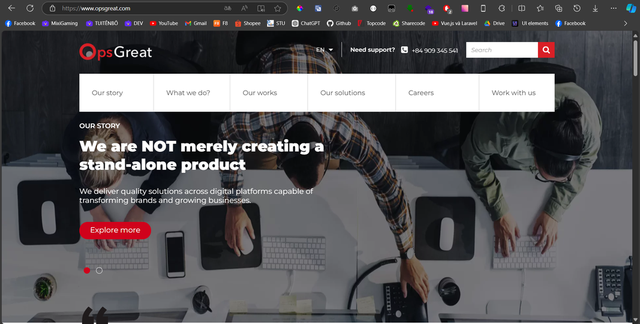 https://www.opsgreat.com
Facebook
MixiGaming
TUITENBO
DEV
YouTube
Gmail
F8
Shopee
STU
ChatGPT
Github
Topcode
Sharecode
Vue.js và Laravel
Drive
UI elements
Facebook
OpsGreat
EN
Need support?
+84 909 345 541
Search
Our story
What we do?
Our works
Our solutions
Careers
Work with us
OUR STORY
We are NOT merely creating a
stand-alone product
We deliver quality solutions across digital platforms capable of
transforming brands and growing businesses.
Explore more